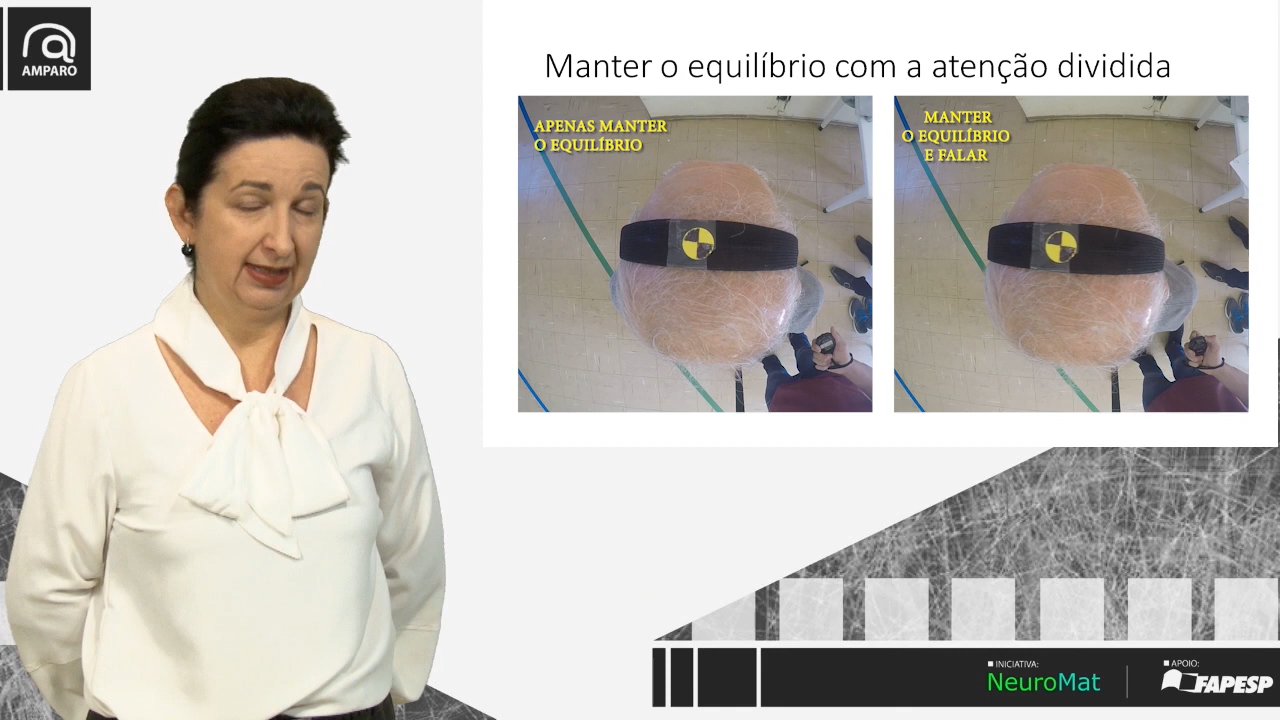 AMPARO
Manter o equilíbrio com a atenção dividida
APENAS MANTER
O EQUILÍBRIO
MANTER
O EQUILÍBRIO
E FALAR
INICIATIVA:
NeuroMat
APOIO:
FAPESP